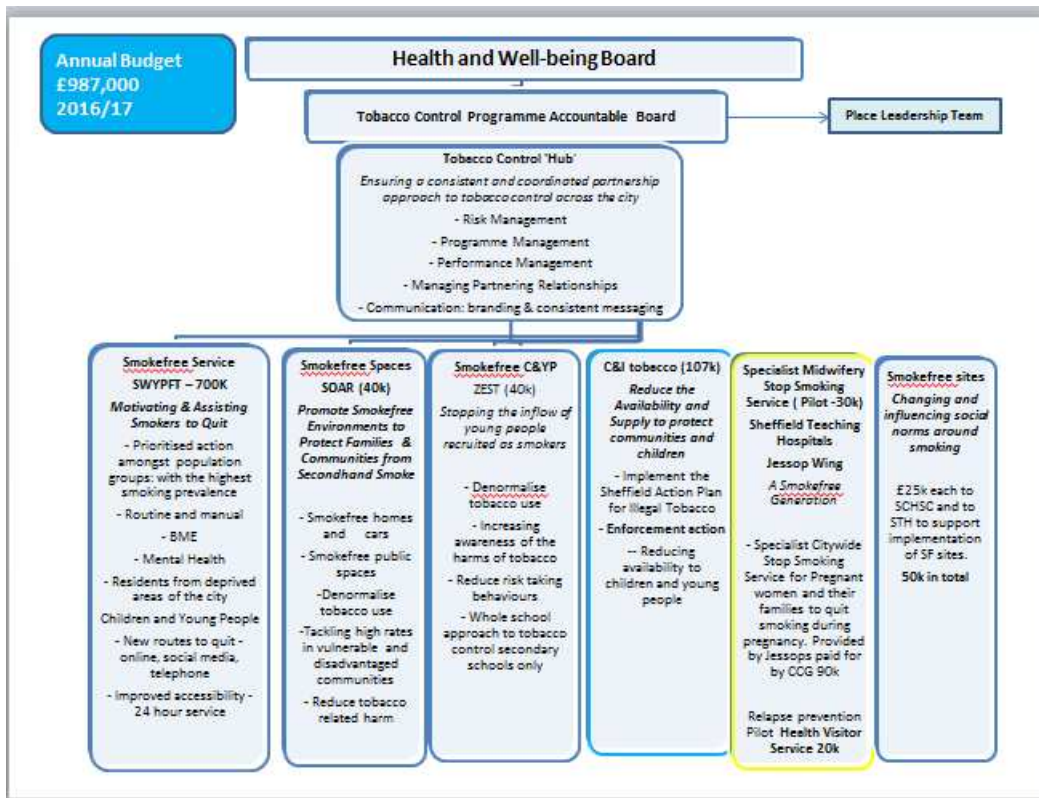 Annual Budget
£987,000
2016/17
Health and Well-being Board
Tobacco Control Programme Accountable Board
Place Leadership Team
Tobacco Control 'Hub'
Ensuring a consistent and coordinated partnership
approach to tobacco control across the city
- Risk Management
- Programme Management
- Performance Management
- Managing Partnering Relationships
- Communication: branding & consistent messaging
Smokefree Service
SWYPFT – 700K
Motivating & Assisting
Smokers to Quit
- Prioritised action
amongst population
groups: with the highest
smoking prevalence
- Routine and manual
- BME
- Mental Health
- Residents from deprived
areas of the city
Children and Young People
- New routes to quit -
online, social media,
telephone
- Improved accessibility -
24 hour service
Smokefree Spaces
SOAR (40k)
Promote Smokefree
Environments to
Protect Families &
Communities from
Secondhand Smoke
- Smokefree homes
and cars
- Smokefree public
spaces
-Denormalise
tobacco use
-Tackling high rates
in vulnerable and
disadvantaged
communities
- Reduce tobacco
related harm
Smokefree C&YP
ZEST (40k)
Stopping the inflow of
young people
recruited as smokers
- Denormalise
tobacco use
- Increasing
awareness of the
harms of tobacco
- Reduce risk taking
behaviours
- Whole school
approach to tobacco
control secondary
schools only
C&I tobacco (107k)
Reduce the
Availability and
Supply to protect
communities and
children
- Implement the
Sheffield Action Plan
for Illegal Tobacco
- Enforcement action
-- Reducing
availability to
children and young
people
Specialist Midwifery
Stop Smoking
Service ( Pilot -30k)
Sheffield Teaching
Hospitals
Jessop Wing
A Smokefree
Generation
- Specialist Citywide
Stop Smoking
Service for Pregnant
women and their
families to quit
smoking during
pregnancy. Provided
by Jessops paid for
by CCG 90k
Relapse prevention
Pilot Health Visitor
Service 20k
Smokefree sites
Changing and
influencing social
norms around
smoking
£25k each to
SCHSC and to
STH to support
implementation
of SF sites.
50k in total